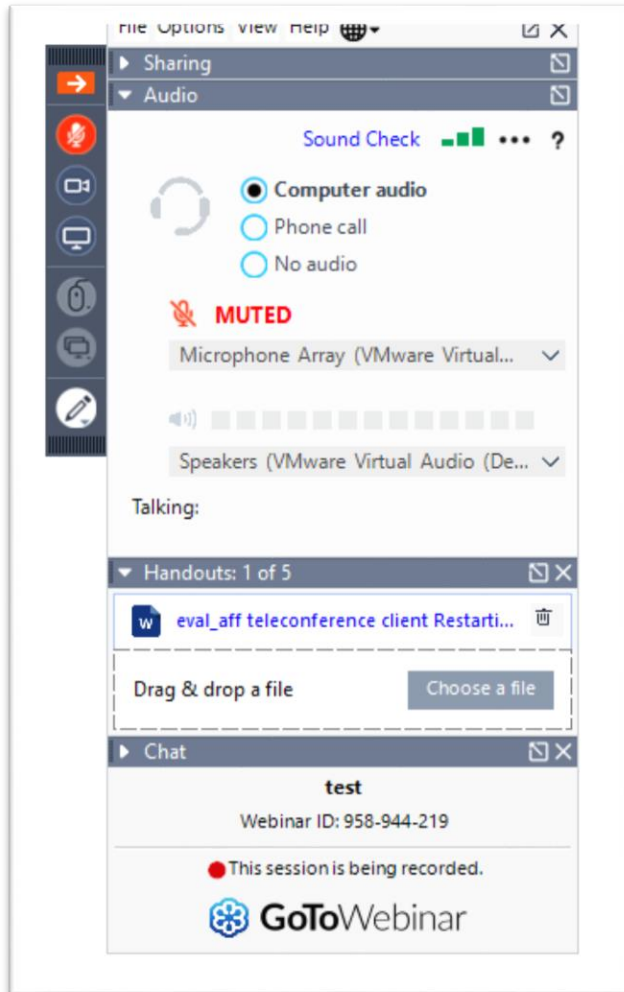 File Options View Help
Sharing
Audio
Sound Check ••• ?
Computer audio
Phone call
No audio
MUTED
Microphone Array (VMware Virtual...
Speakers (VMware Virtual Audio (De...
Talking:
Handouts: 1 of 5
W eval_aff teleconference client Restarti...
Drag & drop a file Choose a file
Chat
test
Webinar ID: 958-944-219
This session is being recorded.
GoToWebinar